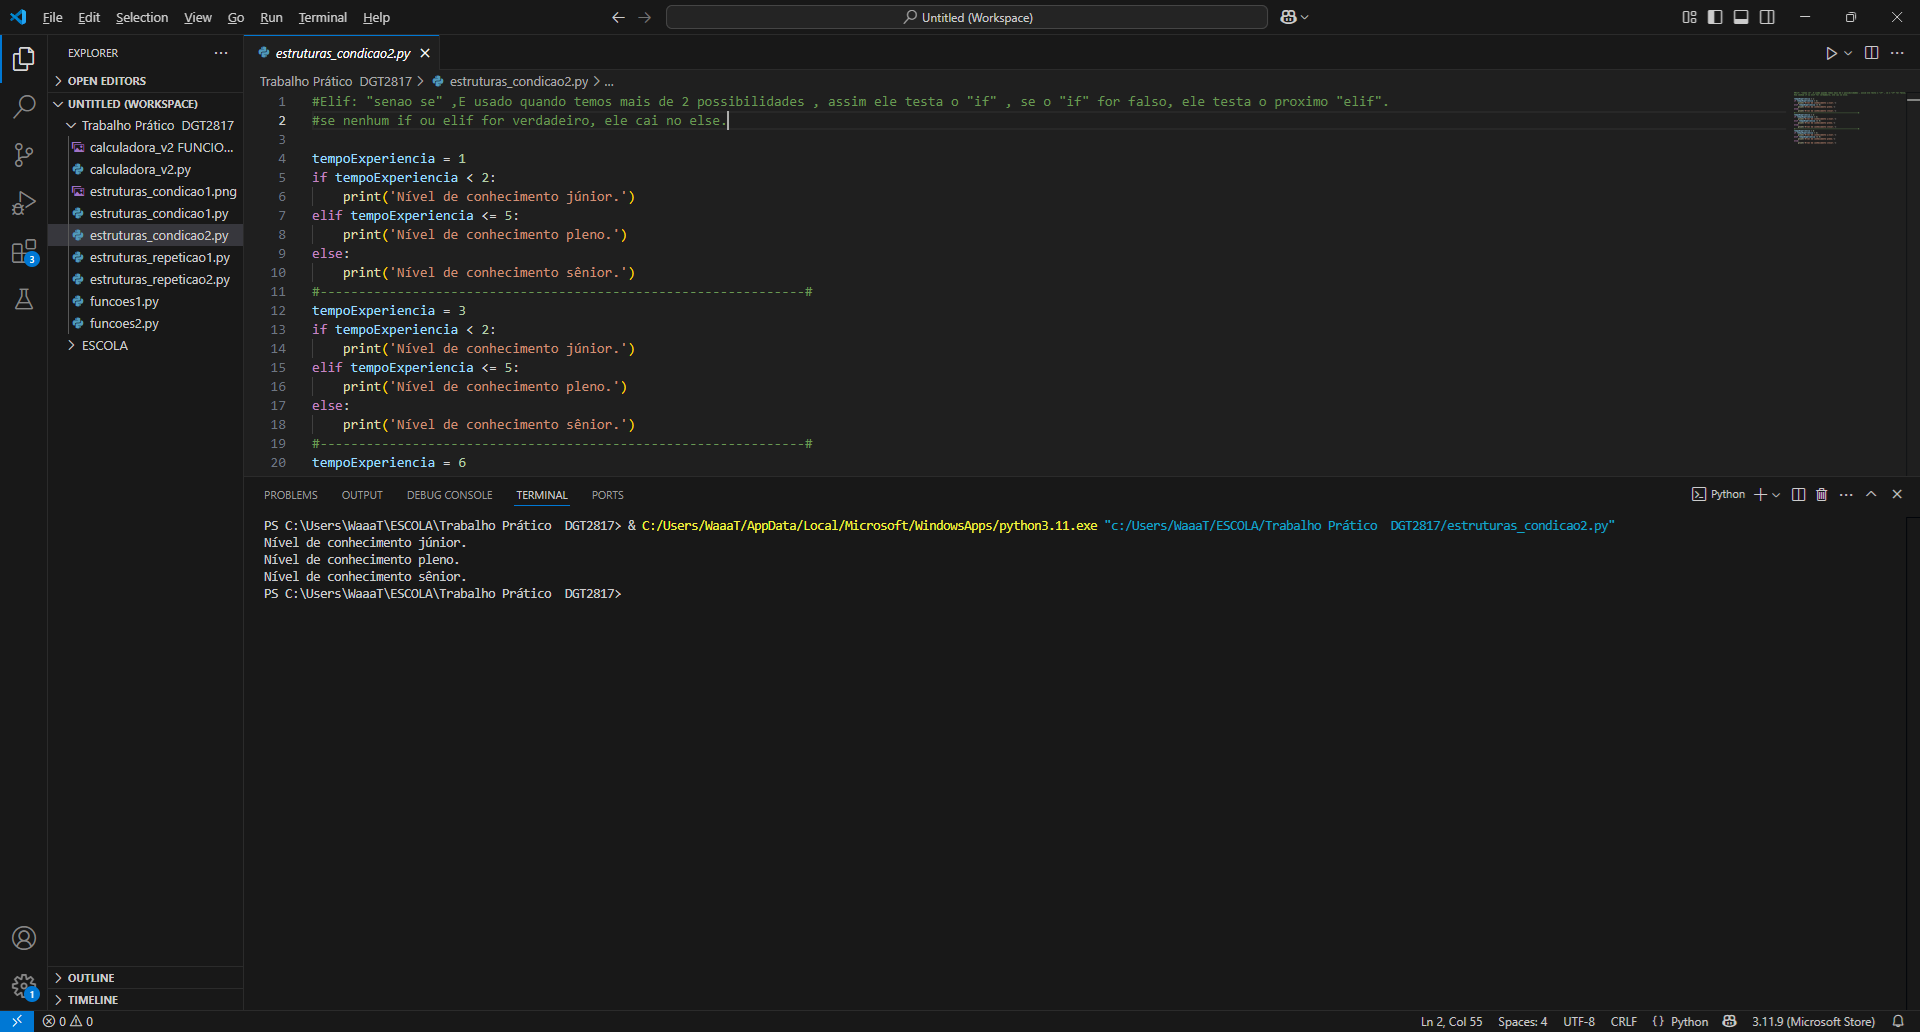 File Edit Selection View Go Run Terminal Help
Untitled (Workspace)
EXPLORER
OPEN EDITORS
UNTITLED (WORKSPACE)
Trabalho Prático  DGT2817
calculadora_v2 FUNCIO...
calculadora_v2.py
estruturas_condicao1.png
estruturas_condicao1.py
estruturas_condicao2.py
estruturas_repeticao1.py
estruturas_repeticao2.py
funcoes1.py
funcoes2.py
ESCOLA
3
1
OUTLINE
TIMELINE
estruturas_condicao2.py
Trabalho Prático  DGT2817 > estruturas_condicao2.py > ...
1 #Elif: "senao se" ,E usado quando temos mais de 2 possibilidades , assim ele testa o "if" , se o "if" for falso, ele testa o proximo "elif".
2 #se nenhum if ou elif for verdadeiro, ele cai no else.
3
4 tempoExperiencia = 1
5 if tempoExperiencia < 2:
6     print('Nível de conhecimento júnior.')
7 elif tempoExperiencia <= 5:
8     print('Nível de conhecimento pleno.')
9 else:
10     print('Nível de conhecimento sênior.')
11 #---------------------------------------------------------------#
12 tempoExperiencia = 3
13 if tempoExperiencia < 2:
14     print('Nível de conhecimento júnior.')
15 elif tempoExperiencia <= 5:
16     print('Nível de conhecimento pleno.')
17 else:
18     print('Nível de conhecimento sênior.')
19 #---------------------------------------------------------------#
20 tempoExperiencia = 6
PROBLEMS OUTPUT DEBUG CONSOLE TERMINAL PORTS
Python
PS C:\Users\WaaaT\ESCOLA\Trabalho Prático  DGT2817> & C:/Users/WaaaT/AppData/Local/Microsoft/WindowsApps/python3.11.exe "c:/Users/WaaaT/ESCOLA/Trabalho Prático  DGT2817/estruturas_condicao2.py"
Nível de conhecimento júnior.
Nível de conhecimento pleno.
Nível de conhecimento sênior.
PS C:\Users\WaaaT\ESCOLA\Trabalho Prático  DGT2817>
0 0
Ln 2, Col 55 Spaces: 4 UTF-8 CRLF {} Python 3.11.9 (Microsoft Store)